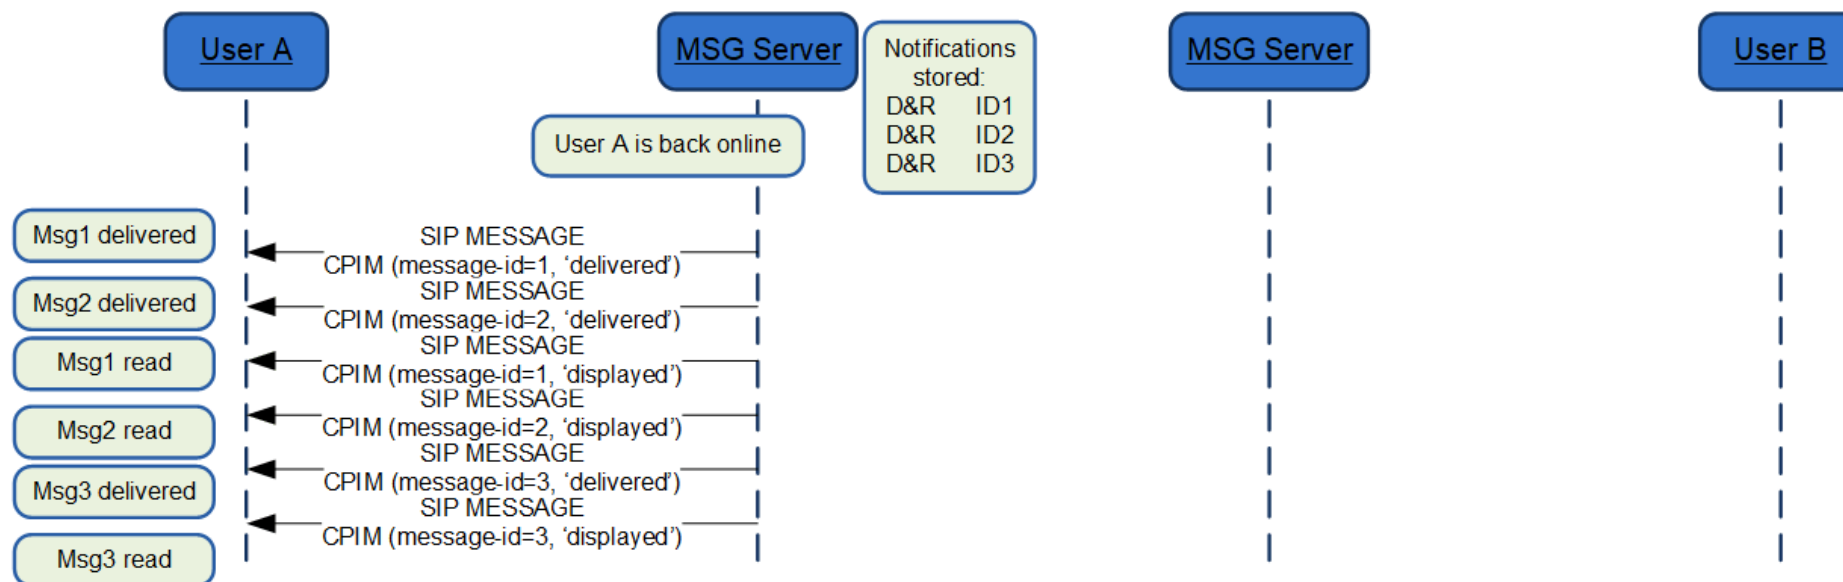 User A
MSG Server
Notifications
stored:
D&R ID1
D&R ID2
D&R ID3
MSG Server
User B
User A is back online
Msg1 delivered
SIP MESSAGE
CPIM (message-id=1, ‘delivered’)
Msg2 delivered
SIP MESSAGE
CPIM (message-id=2, ‘delivered’)
Msg1 read
SIP MESSAGE
CPIM (message-id=1, ‘displayed’)
Msg2 read
SIP MESSAGE
CPIM (message-id=2, ‘displayed’)
Msg3 delivered
SIP MESSAGE
CPIM (message-id=3, ‘delivered’)
Msg3 read
SIP MESSAGE
CPIM (message-id=3, ‘displayed’)